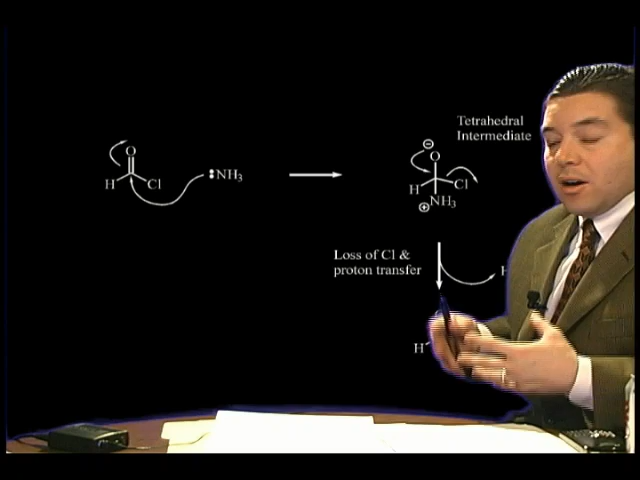 Tetrahedral
Intermediate
O
H Cl :NH₃
⊖
O
H Cl
NH₃
⊕
Loss of Cl &
proton transfer
H
H